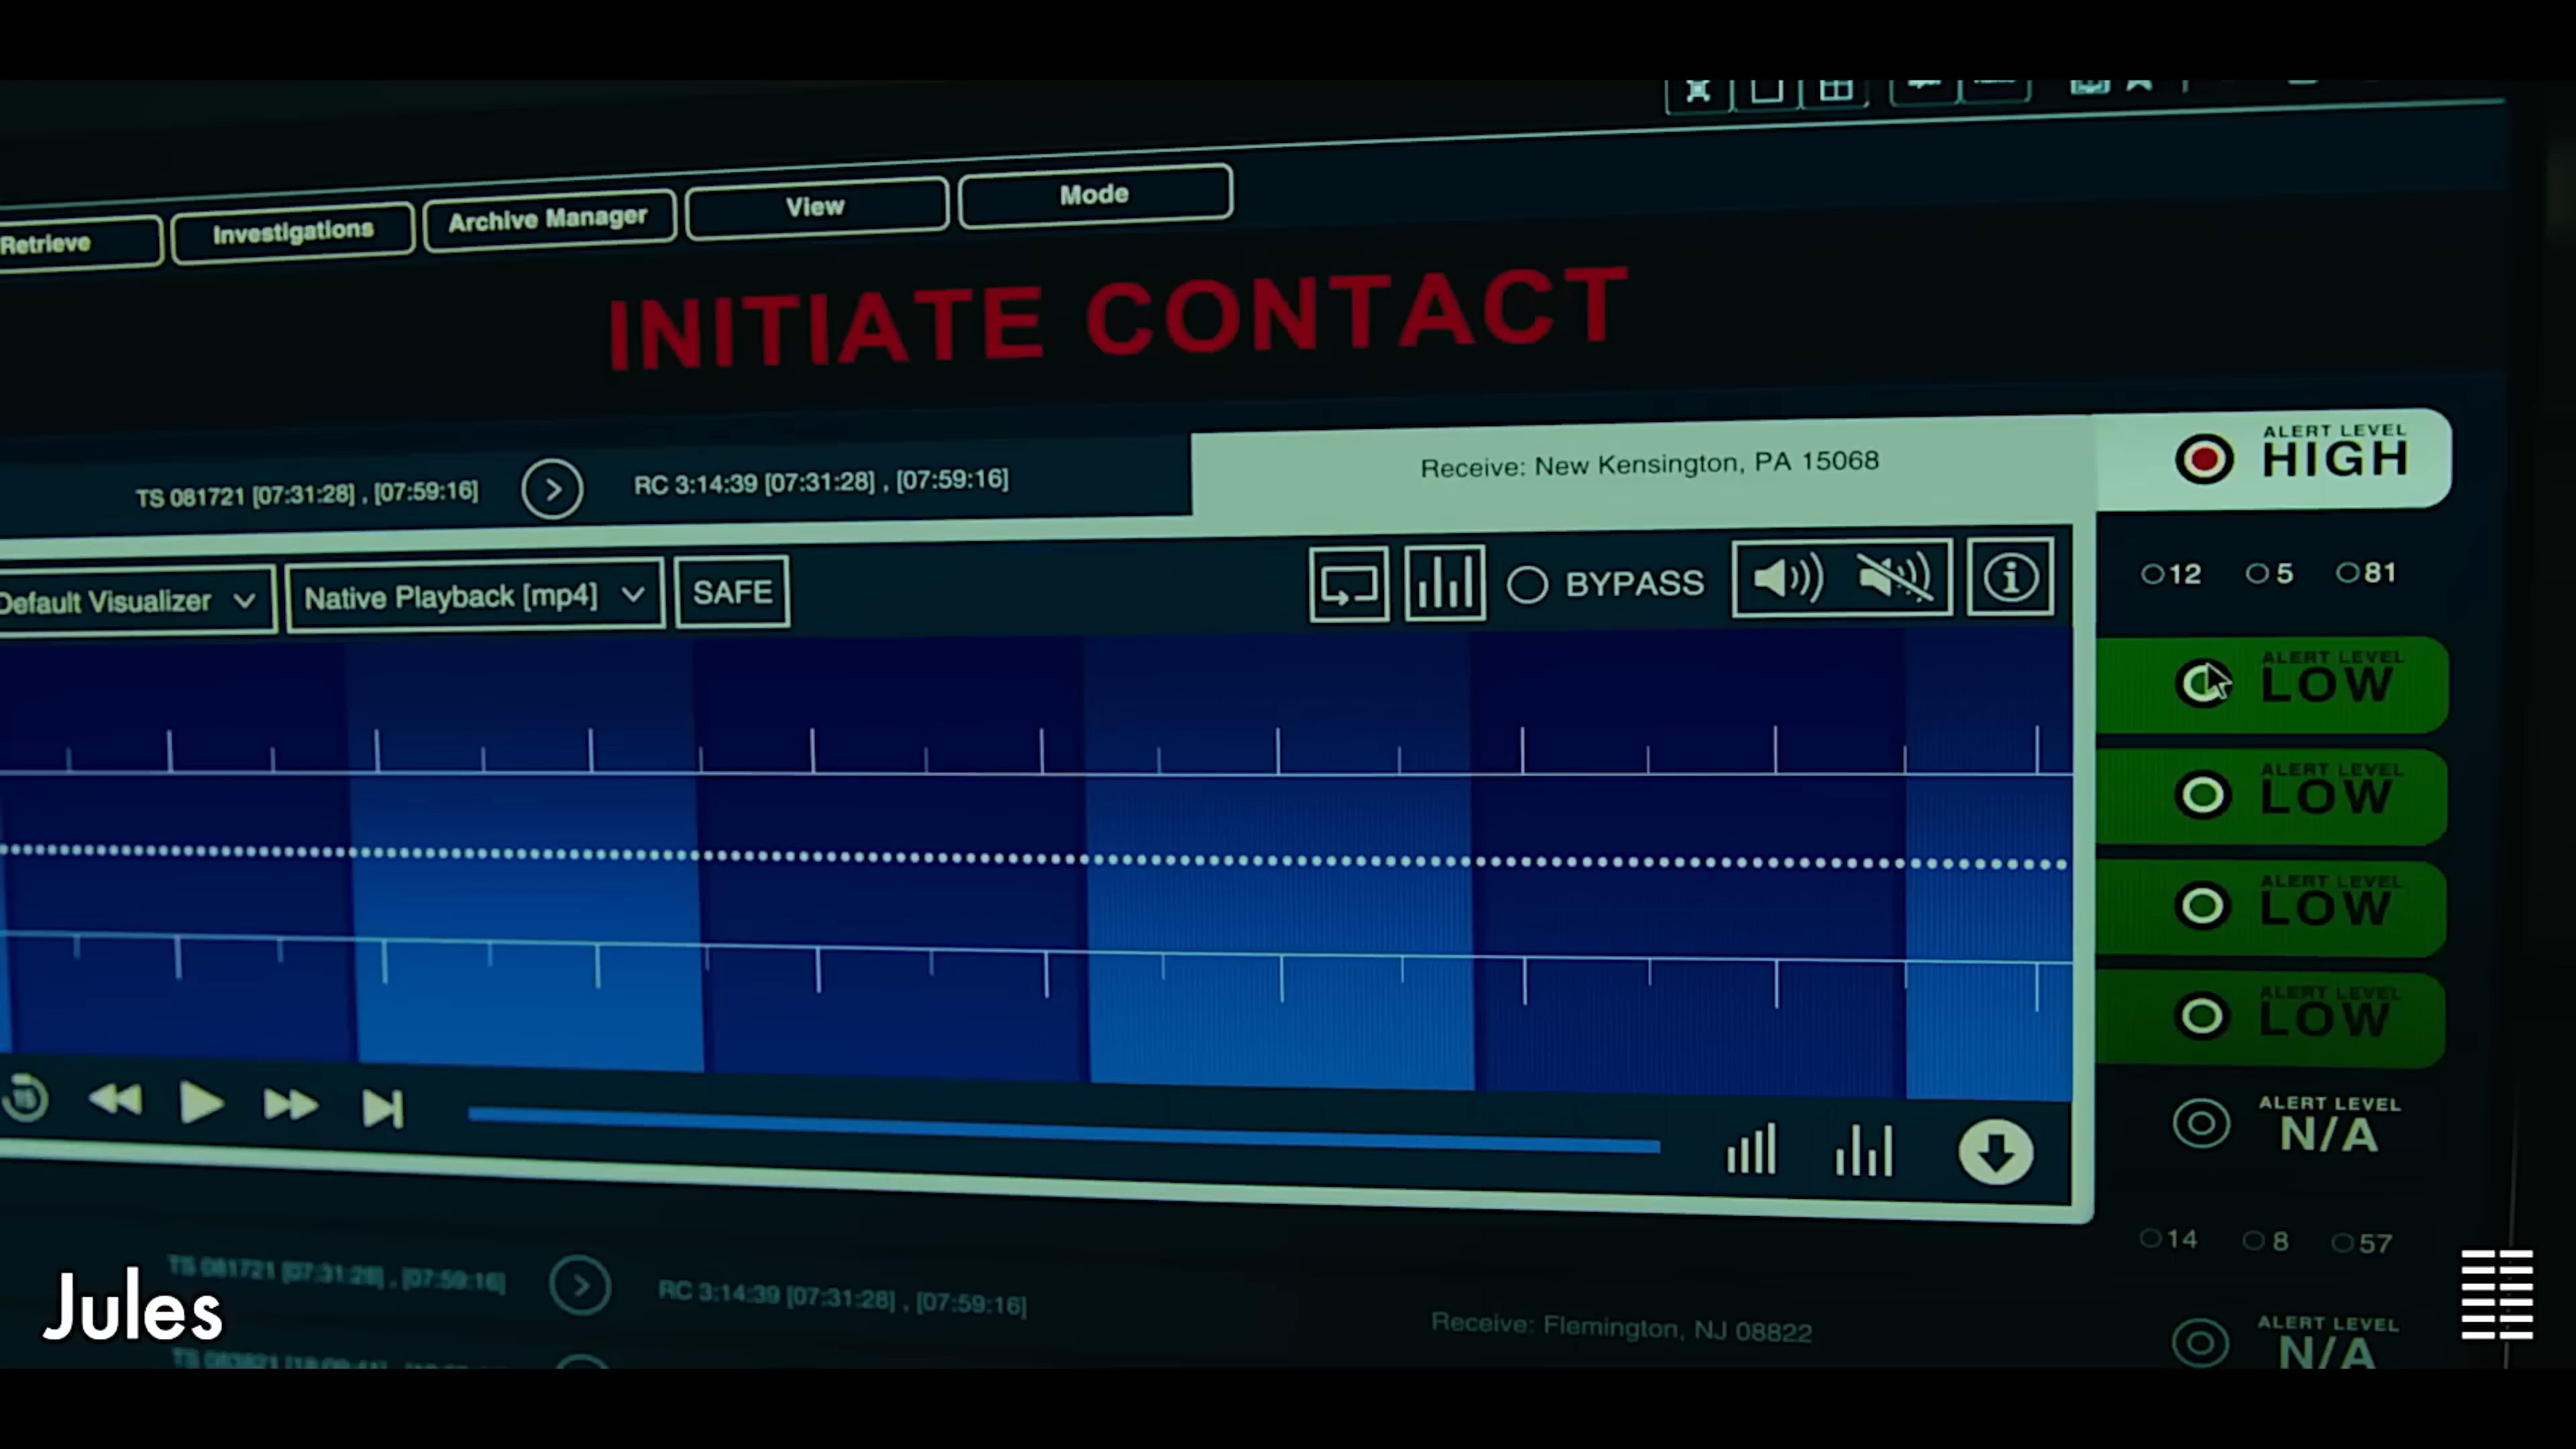 Retrieve
Investigations
Archive Manager
View
Mode
INITIATE CONTACT
TS 081721 [07:31:28] , [07:59:16]
RC 3:14:39 [07:31:28] , [07:59:16]
Receive: New Kensington, PA 15068
ALERT LEVEL
HIGH
12 5 81
Default Visualizer
Native Playback [mp4]
SAFE
BYPASS
ALERT LEVEL
LOW
ALERT LEVEL
LOW
ALERT LEVEL
LOW
ALERT LEVEL
LOW
15
ALERT LEVEL
N/A
14 8 57
TS 081721 [07:31:28] , [07:59:16]
RC 3:14:39 [07:31:28] , [07:59:16]
Receive: Flemington, NJ 08822
ALERT LEVEL
N/A
Jules